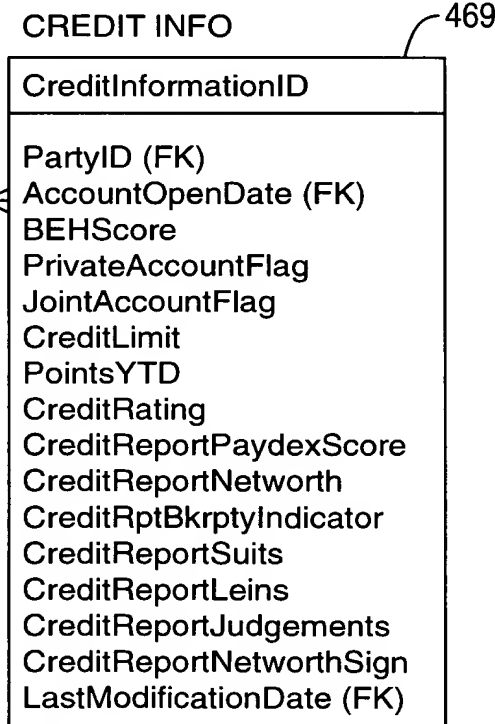 CREDIT INFO
469
CreditInformationID
PartyID (FK)
AccountOpenDate (FK)
BEHScore
PrivateAccountFlag
JointAccountFlag
CreditLimit
PointsYTD
CreditRating
CreditReportPaydexScore
CreditReportNetworth
CreditRptBkrptyIndicator
CreditReportSuits
CreditReportLeins
CreditReportJudgements
CreditReportNetworthSign
LastModificationDate (FK)